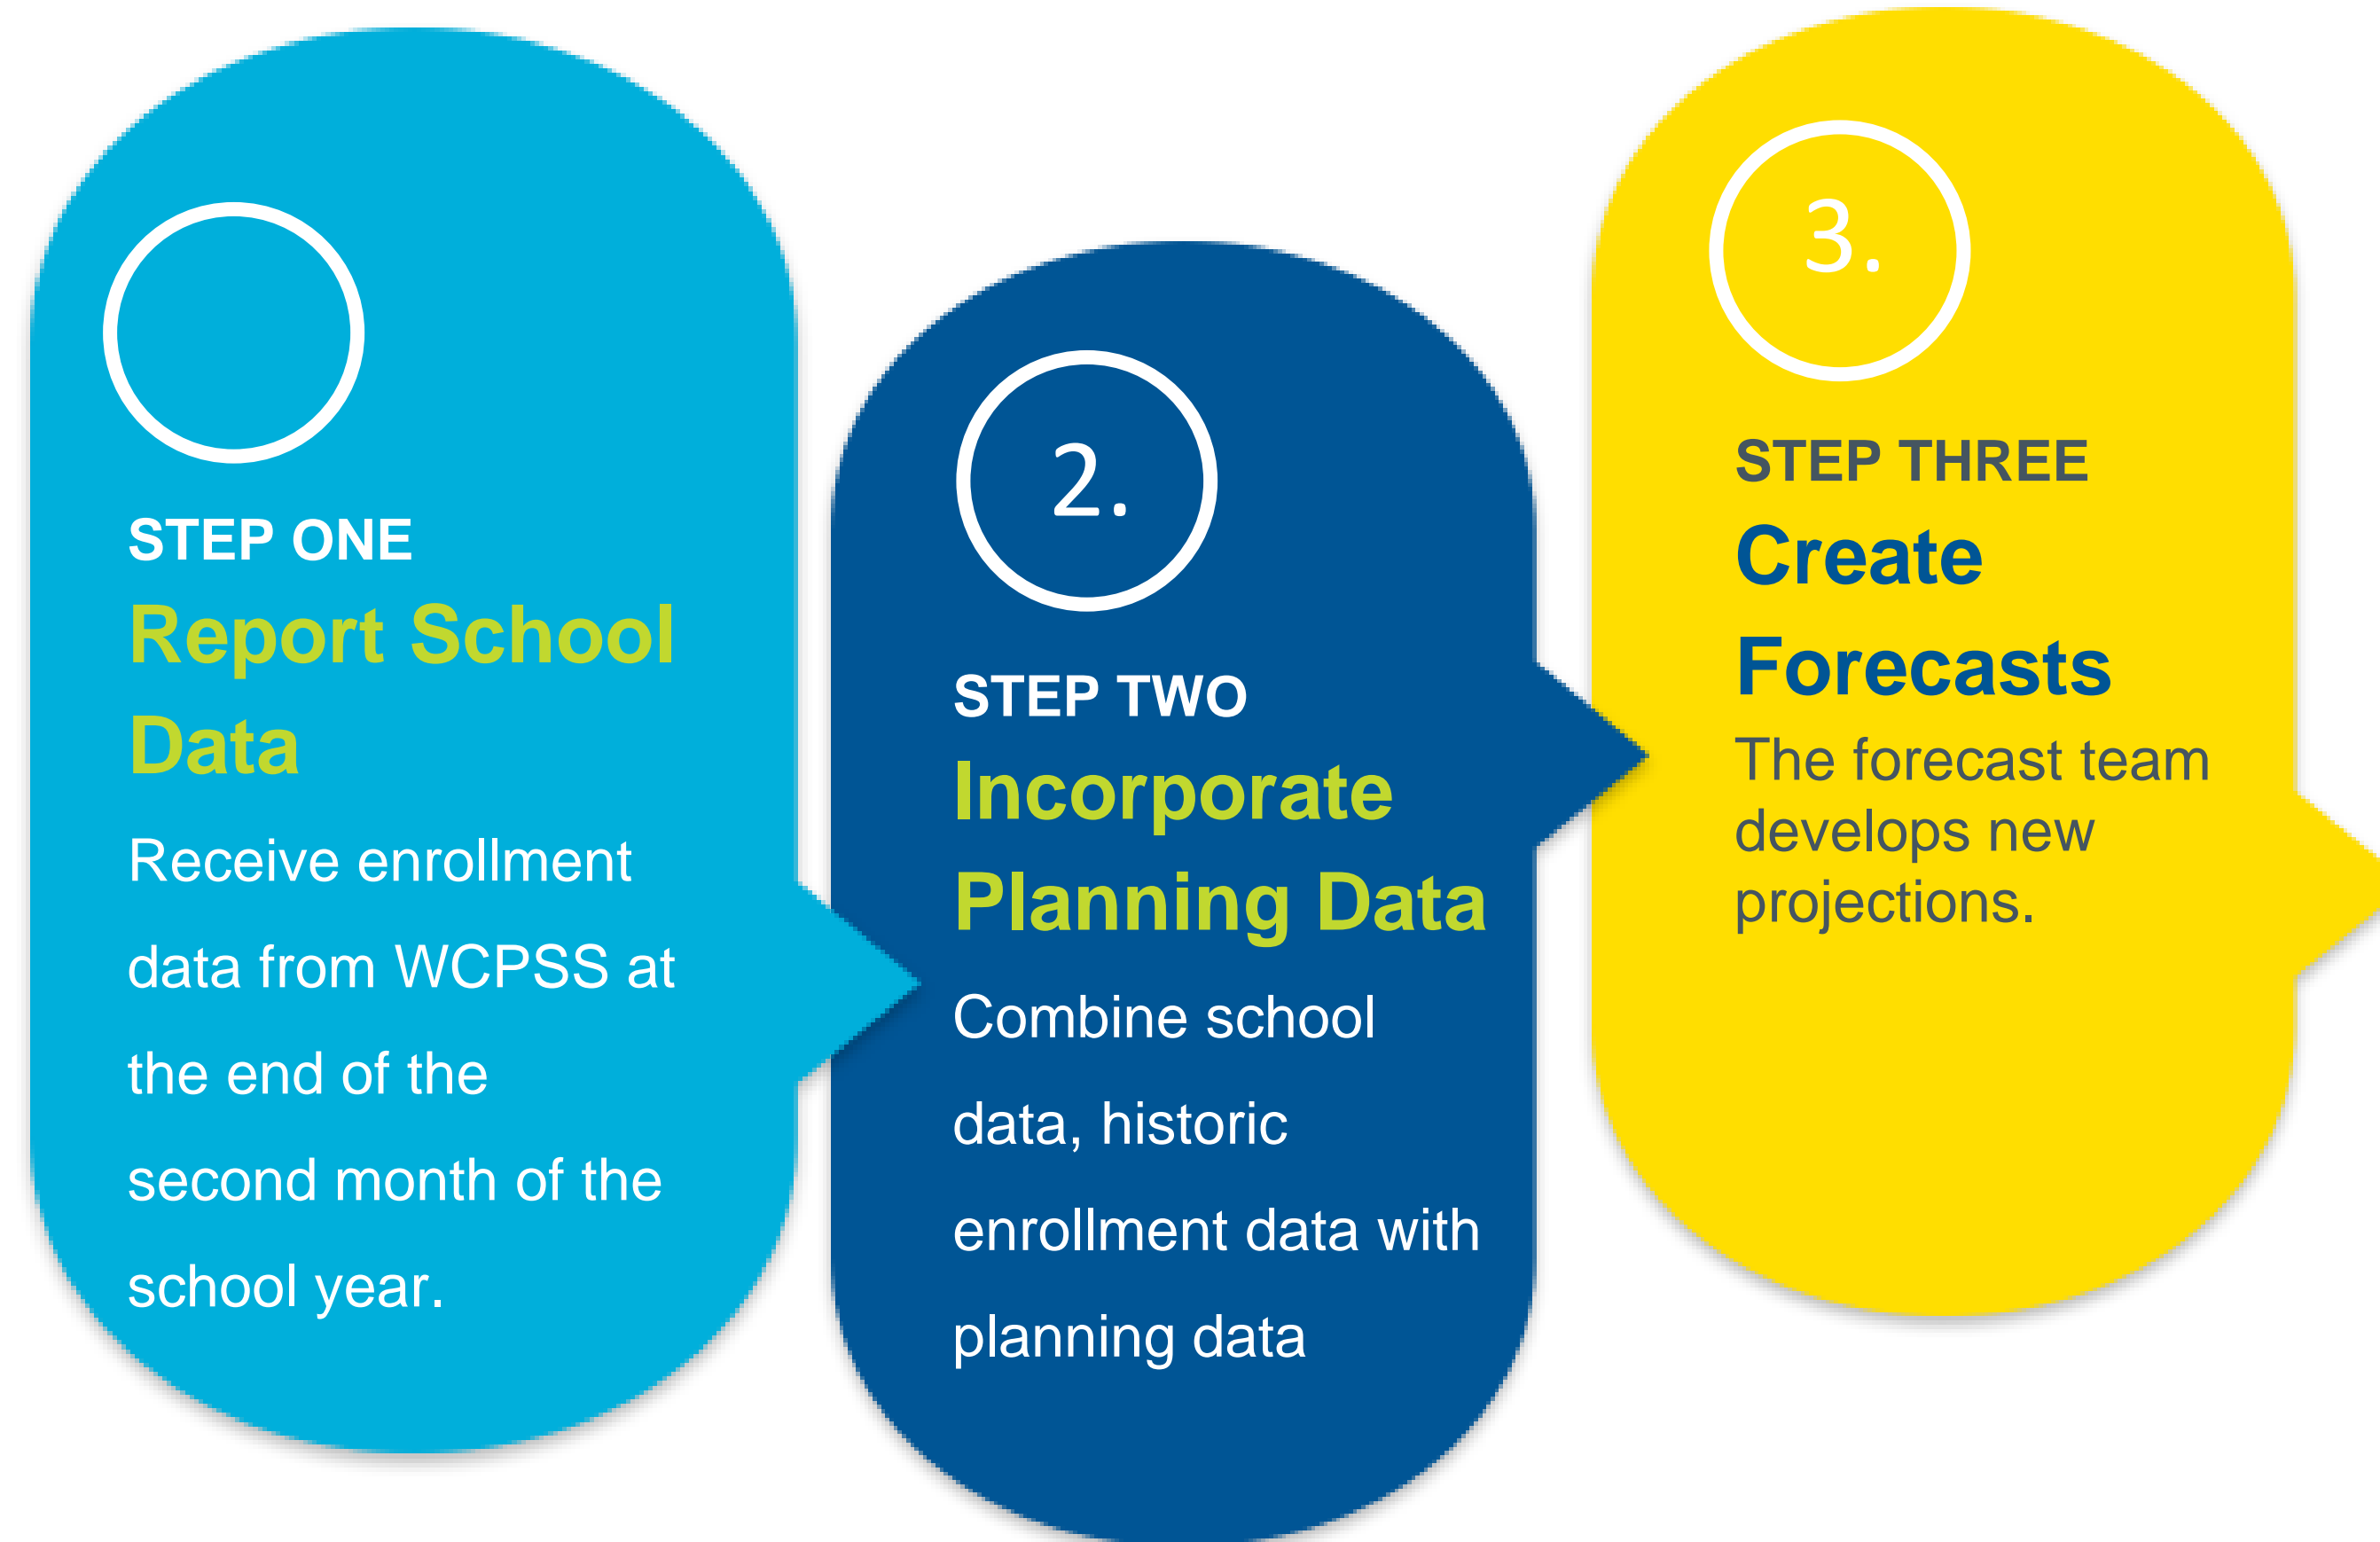 STEP ONE
Report School
Data
Receive enrollment
data from WCPSS at
the end of the
second month of the
school year.
2.
STEP TWO
Incorporate
Planning Data
Combine school
data, historic
enrollment data with
planning data
3.
STEP THREE
Create
Forecasts
The forecast team
develops new
projections.